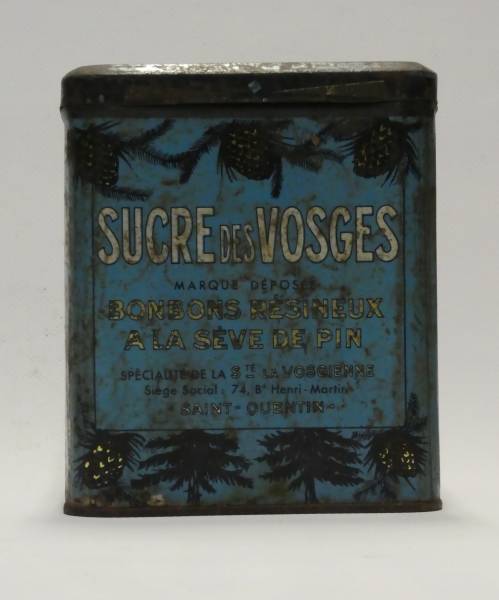 SUCRE DES VOSGES
MARQUE DÉPOSÉE
BONBONS RÉSINEUX
A LA SÈVE DE PIN
SPÉCIALITÉ DE LA STE LA VOSGIENNE
Siège Social : 74, Bd Henri-Martin
SAINT-QUENTIN